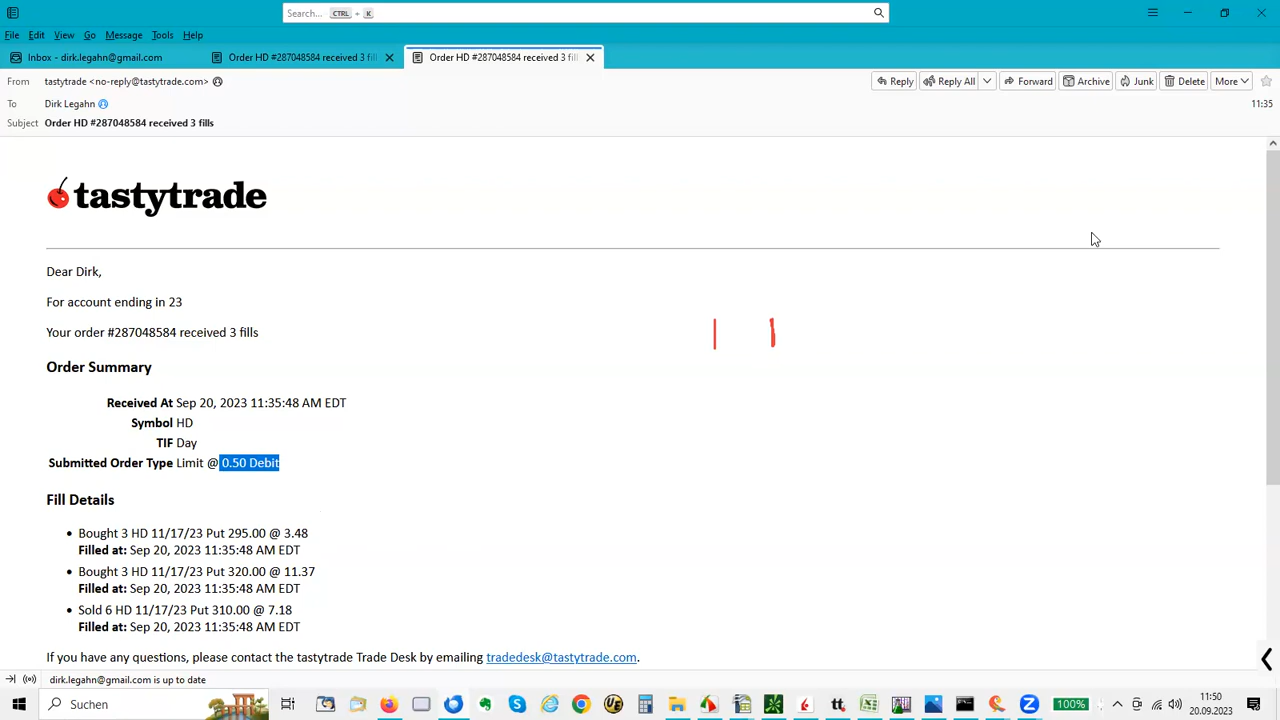 Search... CTRL + K
File Edit View Go Message Tools Help
Inbox - dirk.legahn@gmail.com Order HD #287048584 received 3 fill Order HD #287048584 received 3 fil
From tastytrade <no-reply@tastytrade.com> Reply Reply All Forward Archive Junk Delete More
To Dirk Legahn 11:35
Subject Order HD #287048584 received 3 fills
tastytrade
Dear Dirk,
For account ending in 23
Your order #287048584 received 3 fills
Order Summary
Received At Sep 20, 2023 11:35:48 AM EDT
Symbol HD
TIF Day
Submitted Order Type Limit @ 0.50 Debit
Fill Details
• Bought 3 HD 11/17/23 Put 295.00 @ 3.48
Filled at: Sep 20, 2023 11:35:48 AM EDT
• Bought 3 HD 11/17/23 Put 320.00 @ 11.37
Filled at: Sep 20, 2023 11:35:48 AM EDT
• Sold 6 HD 11/17/23 Put 310.00 @ 7.18
Filled at: Sep 20, 2023 11:35:48 AM EDT
If you have any questions, please contact the tastytrade Trade Desk by emailing tradedesk@tastytrade.com.
dirk.legahn@gmail.com is up to date
Suchen 100% 11:50
20.09.2023